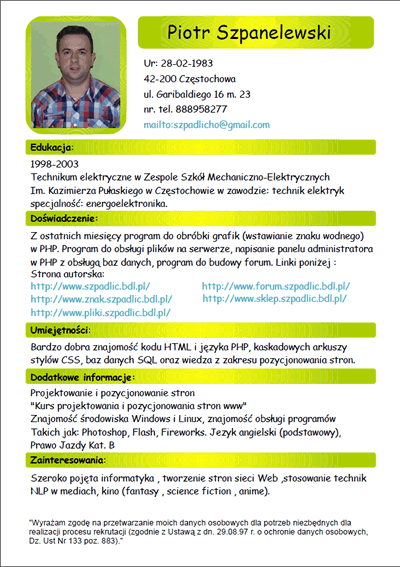 Piotr Szpanelewski
Ur: 28-02-1983
42-200 Częstochowa
ul. Garibaldiego 16 m. 23
nr. tel. 888958277
mailto:szpadlicho@gmail.com
Edukacja:
1998-2003
Technikum elektryczne w Zespole Szkół Mechaniczno-Elektrycznych
Im. Kazimierza Pułaskiego w Częstochowie w zawodzie: technik elektryk
specjalność: energoelektronika.
Doświadczenie:
Z ostatnich miesięcy program do obróbki grafik (wstawianie znaku wodnego)
w PHP. Program do obsługi plików na serwerze, napisanie panelu administratora
w PHP z obsługą baz danych, program do budowy forum. Linki poniżej :
Strona autorska:
http://www.szpadlic.bdl.pl/ http://www.forum.szpadlic.bdl.pl/
http://www.znak.szpadlic.bdl.pl/ http://www.sklep.szpadlic.bdl.pl/
http://www.pliki.szpadlic.bdl.pl/
Umiejętności:
Bardzo dobra znajomość kodu HTML i języka PHP, kaskadowych arkuszy
stylów CSS, baz danych SQL oraz wiedza z zakresu pozycjonowania stron.
Dodatkowe informacje:
Projektowanie i pozycjonowanie stron
"Kurs projektowania i pozycjonowania stron www"
Znajomość środowiska Windows i Linux, znajomość obsługi programów
Takich jak: Photoshop, Flash, Fireworks. Jezyk angielski (podstawowy),
Prawo Jazdy Kat. B
Zainteresowania:
Szeroko pojęta informatyka , tworzenie stron sieci Web ,stosowanie technik
NLP w mediach, kino (fantasy , science fiction , anime).
"Wyrażam zgodę na przetwarzanie moich danych osobowych dla potrzeb niezbędnych dla
realizacji procesu rekrutacji (zgodnie z Ustawą z dn. 29.08.97 r. o ochronie danych osobowych,
Dz. Ust Nr 133 poz. 883)."